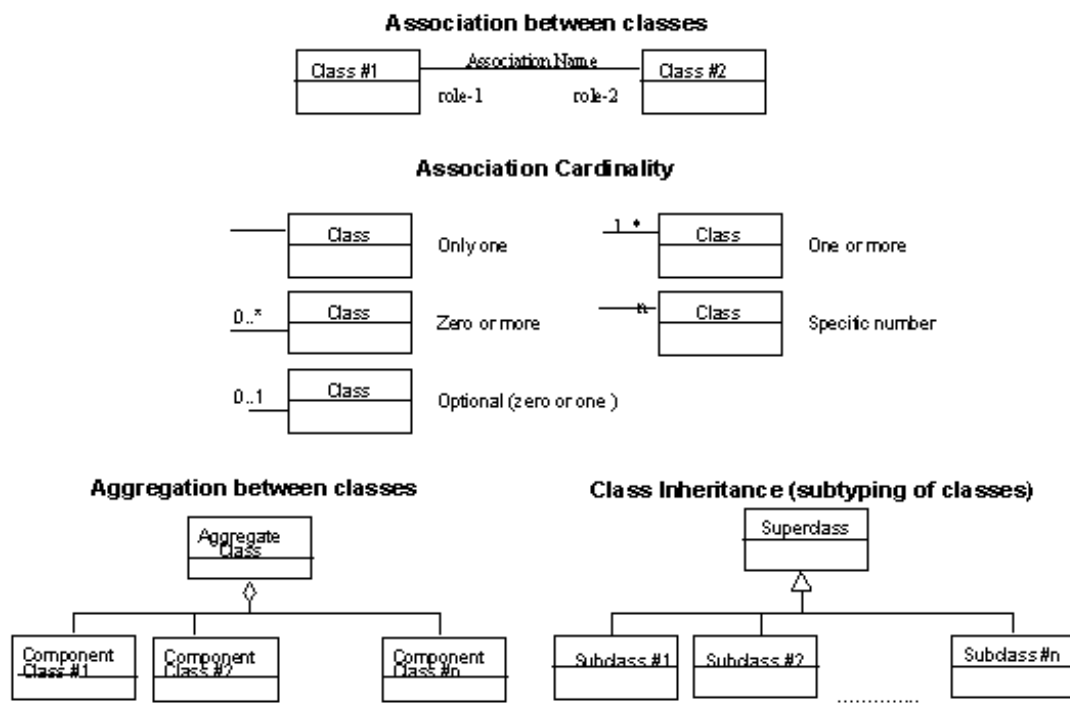 Association between classes
Class #1
Association Name
Class #2
role-1
role-2
Association Cardinality
Class
Only one
1..*
Class
One or more
0..*
Class
Zero or more
n
Class
Specific number
0..1
Class
Optional (zero or one )
Aggregation between classes
Aggregate
Class
Component
Class #1
Component
Class #2
Component
Class #n
Class Inheritance (subtyping of classes)
Superclass
Subclass #1
Subclass #2
..............
Subclass #n